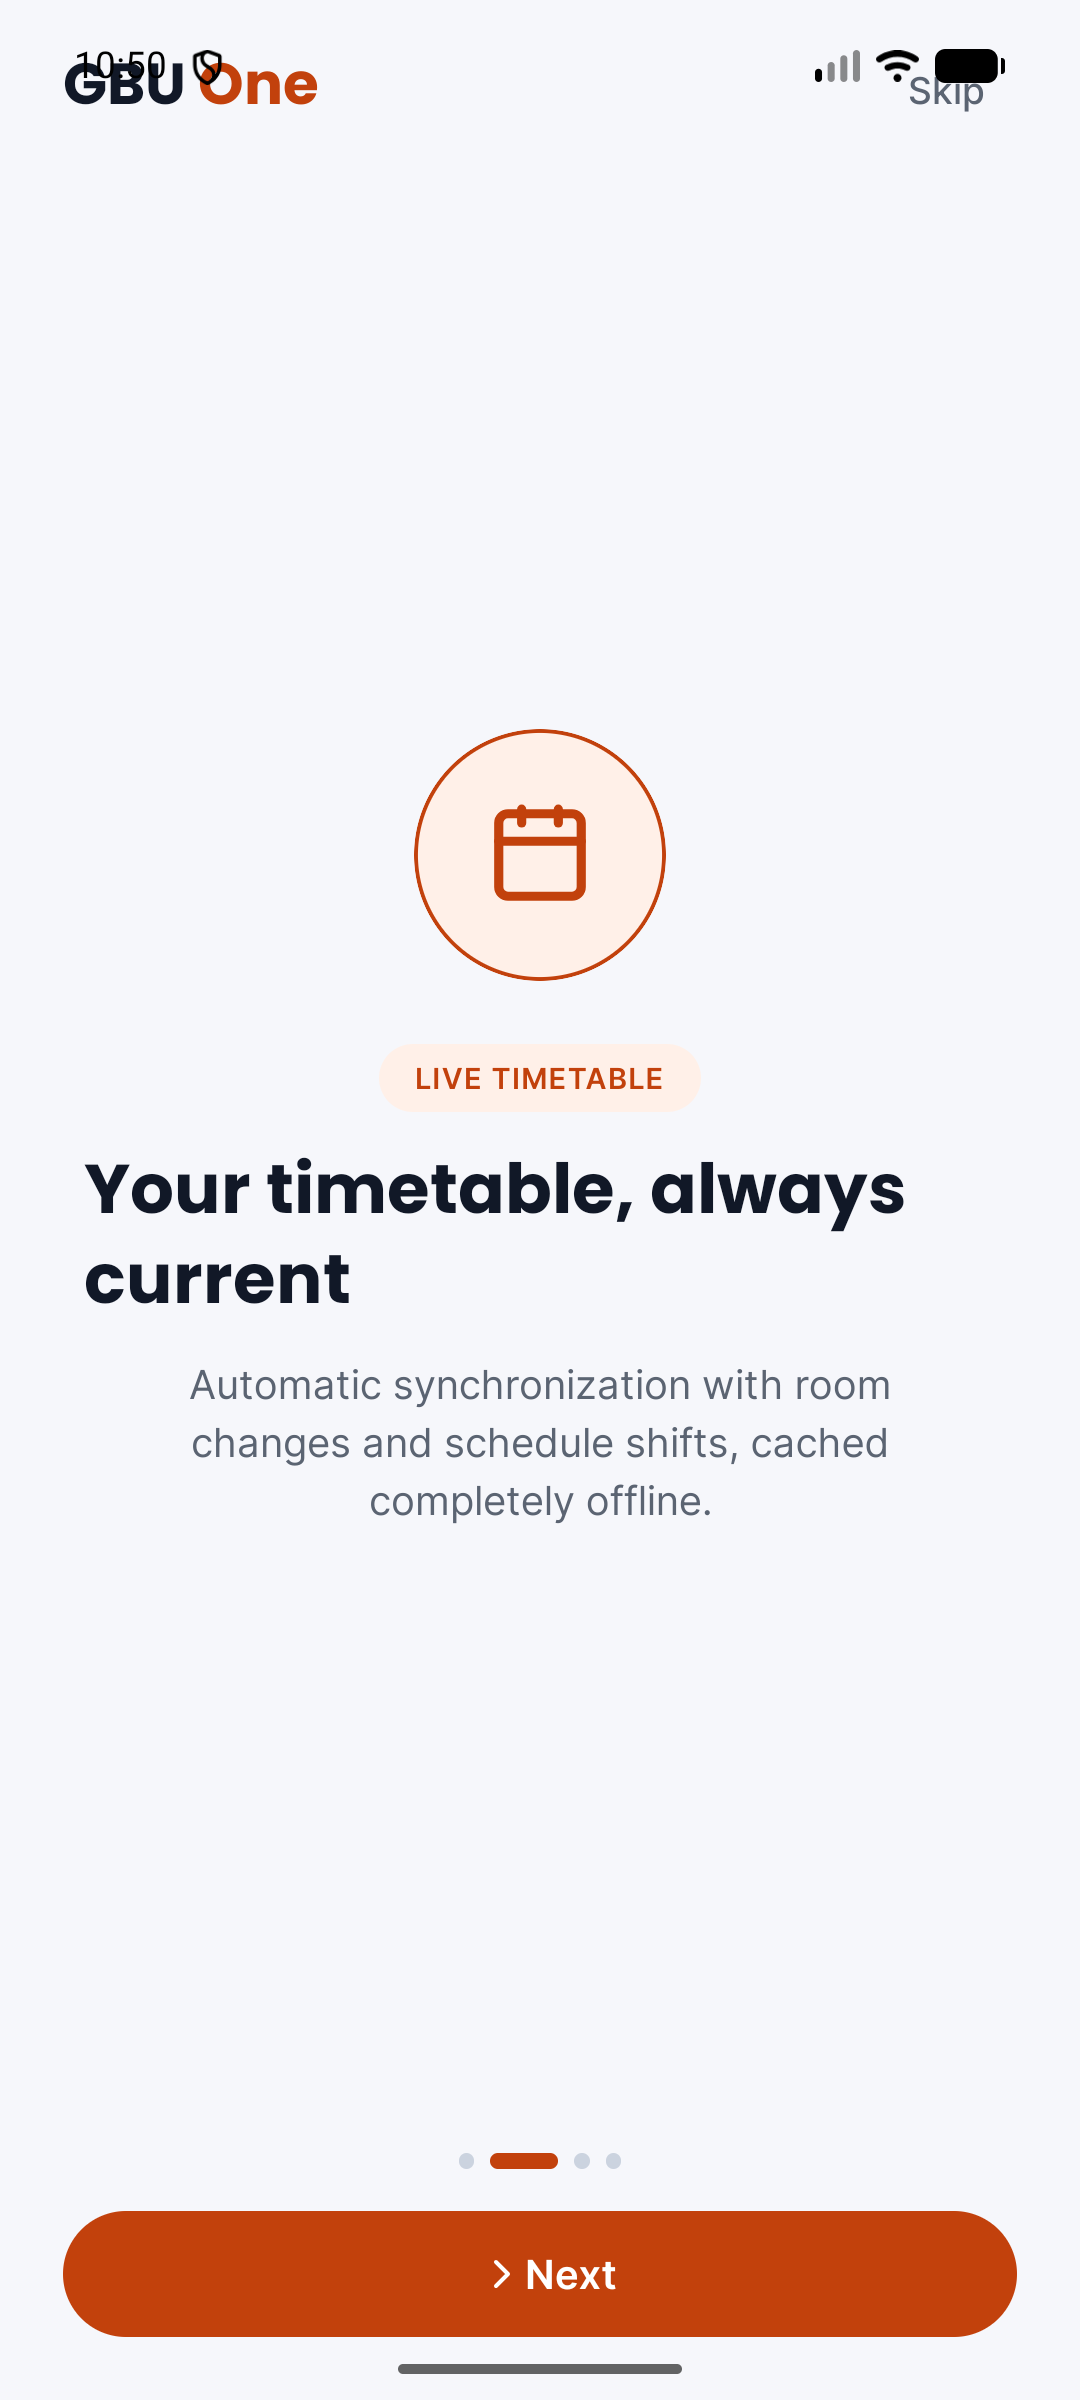 10:50
GBU One
Skip
LIVE TIMETABLE
Your timetable, always
current
Automatic synchronization with room
changes and schedule shifts, cached
completely offline.
Next